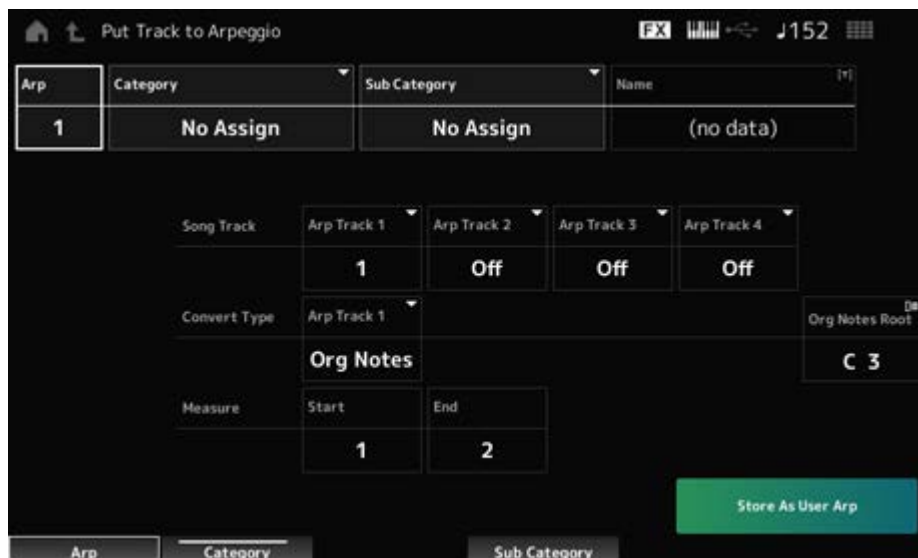 Put Track to Arpeggio FX ♩152
Arp Category Sub Category Name
1 No Assign No Assign (no data)
Song Track Arp Track 1 Arp Track 2 Arp Track 3 Arp Track 4
1 Off Off Off
Convert Type Arp Track 1 Org Notes Root
Org Notes C 3
Measure Start End
1 2
Store As User Arp
Arp Category Sub Category